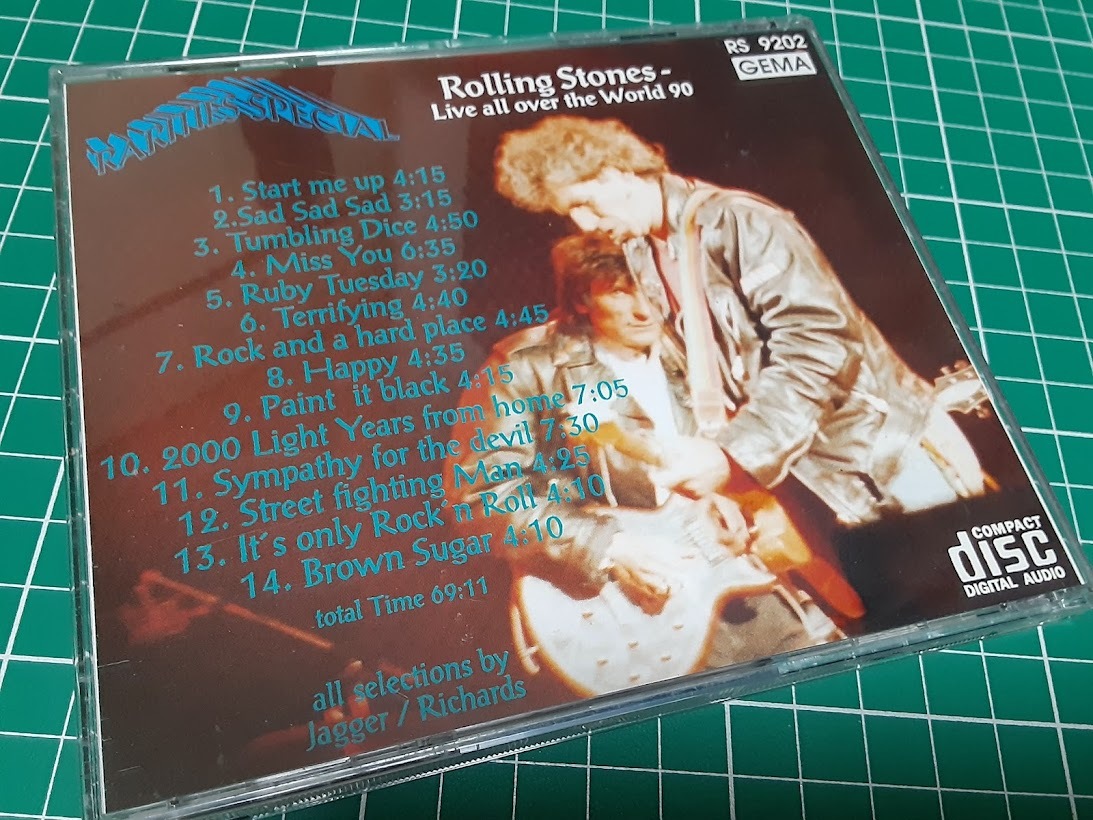 RARITIES SPECIAL
Rolling Stones -
Live all over the World 90
RS 9202
GEMA
1. Start me up 4:15
2.Sad Sad Sad 3:15
3. Tumbling Dice 4:50
4. Miss You 6:35
5. Ruby Tuesday 3:20
6. Terrifying 4:40
7. Rock and a hard place 4:45
8. Happy 4:35
9. Paint it black 4:15
10. 2000 Light Years from home 7:05
11. Sympathy for the devil 7:30
12. Street fighting Man 4:25
13. It´s only Rock´n Roll 4:10
14. Brown Sugar 4:10
total Time 69:11
all selections by
Jagger / Richards
COMPACT
disc
DIGITAL AUDIO